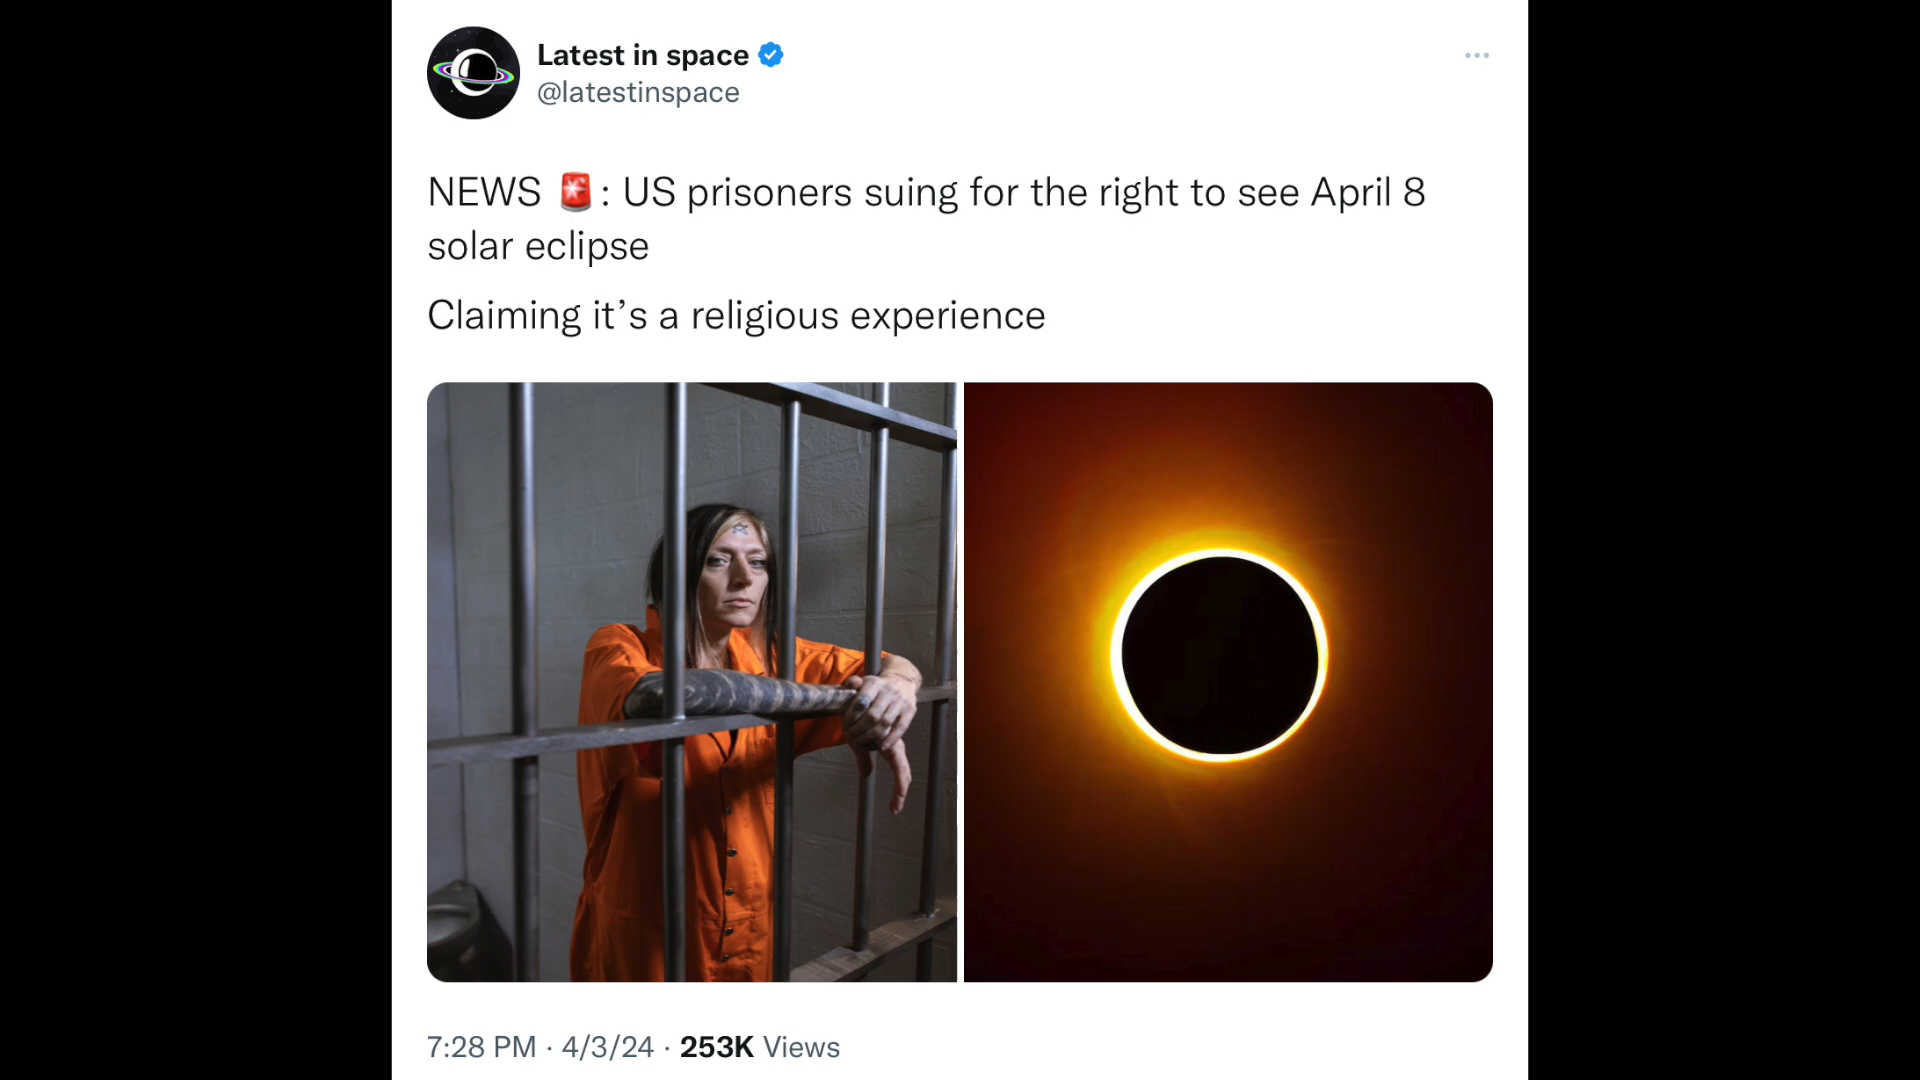 Latest in space
@latestinspace
NEWS 🚨: US prisoners suing for the right to see April 8
solar eclipse
Claiming it’s a religious experience
7:28 PM · 4/3/24 · 253K Views